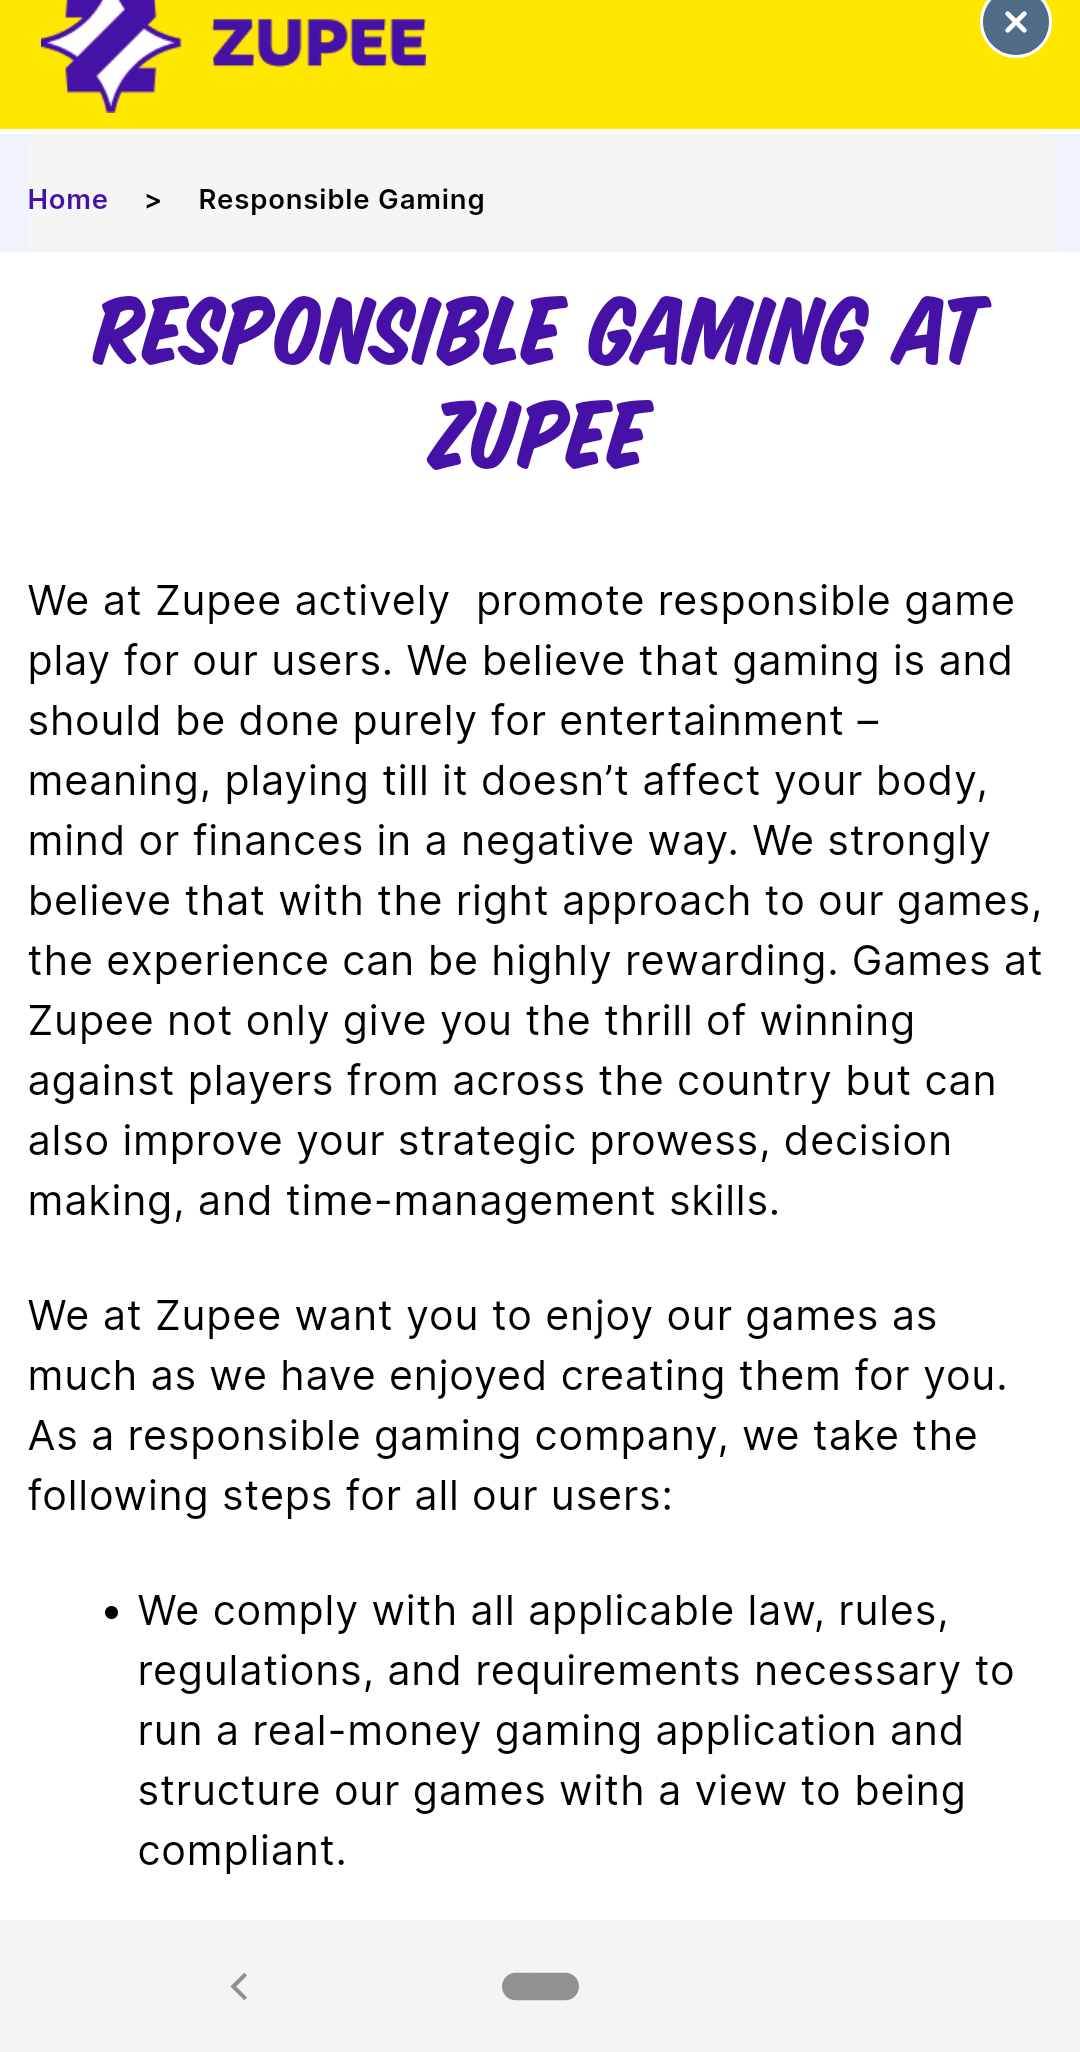 ZUPEE
Home > Responsible Gaming
RESPONSIBLE GAMING AT
ZUPEE
We at Zupee actively  promote responsible game
play for our users. We believe that gaming is and
should be done purely for entertainment –
meaning, playing till it doesn’t affect your body,
mind or finances in a negative way. We strongly
believe that with the right approach to our games,
the experience can be highly rewarding. Games at
Zupee not only give you the thrill of winning
against players from across the country but can
also improve your strategic prowess, decision
making, and time-management skills.
We at Zupee want you to enjoy our games as
much as we have enjoyed creating them for you.
As a responsible gaming company, we take the
following steps for all our users:
• We comply with all applicable law, rules,
regulations, and requirements necessary to
run a real-money gaming application and
structure our games with a view to being
compliant.